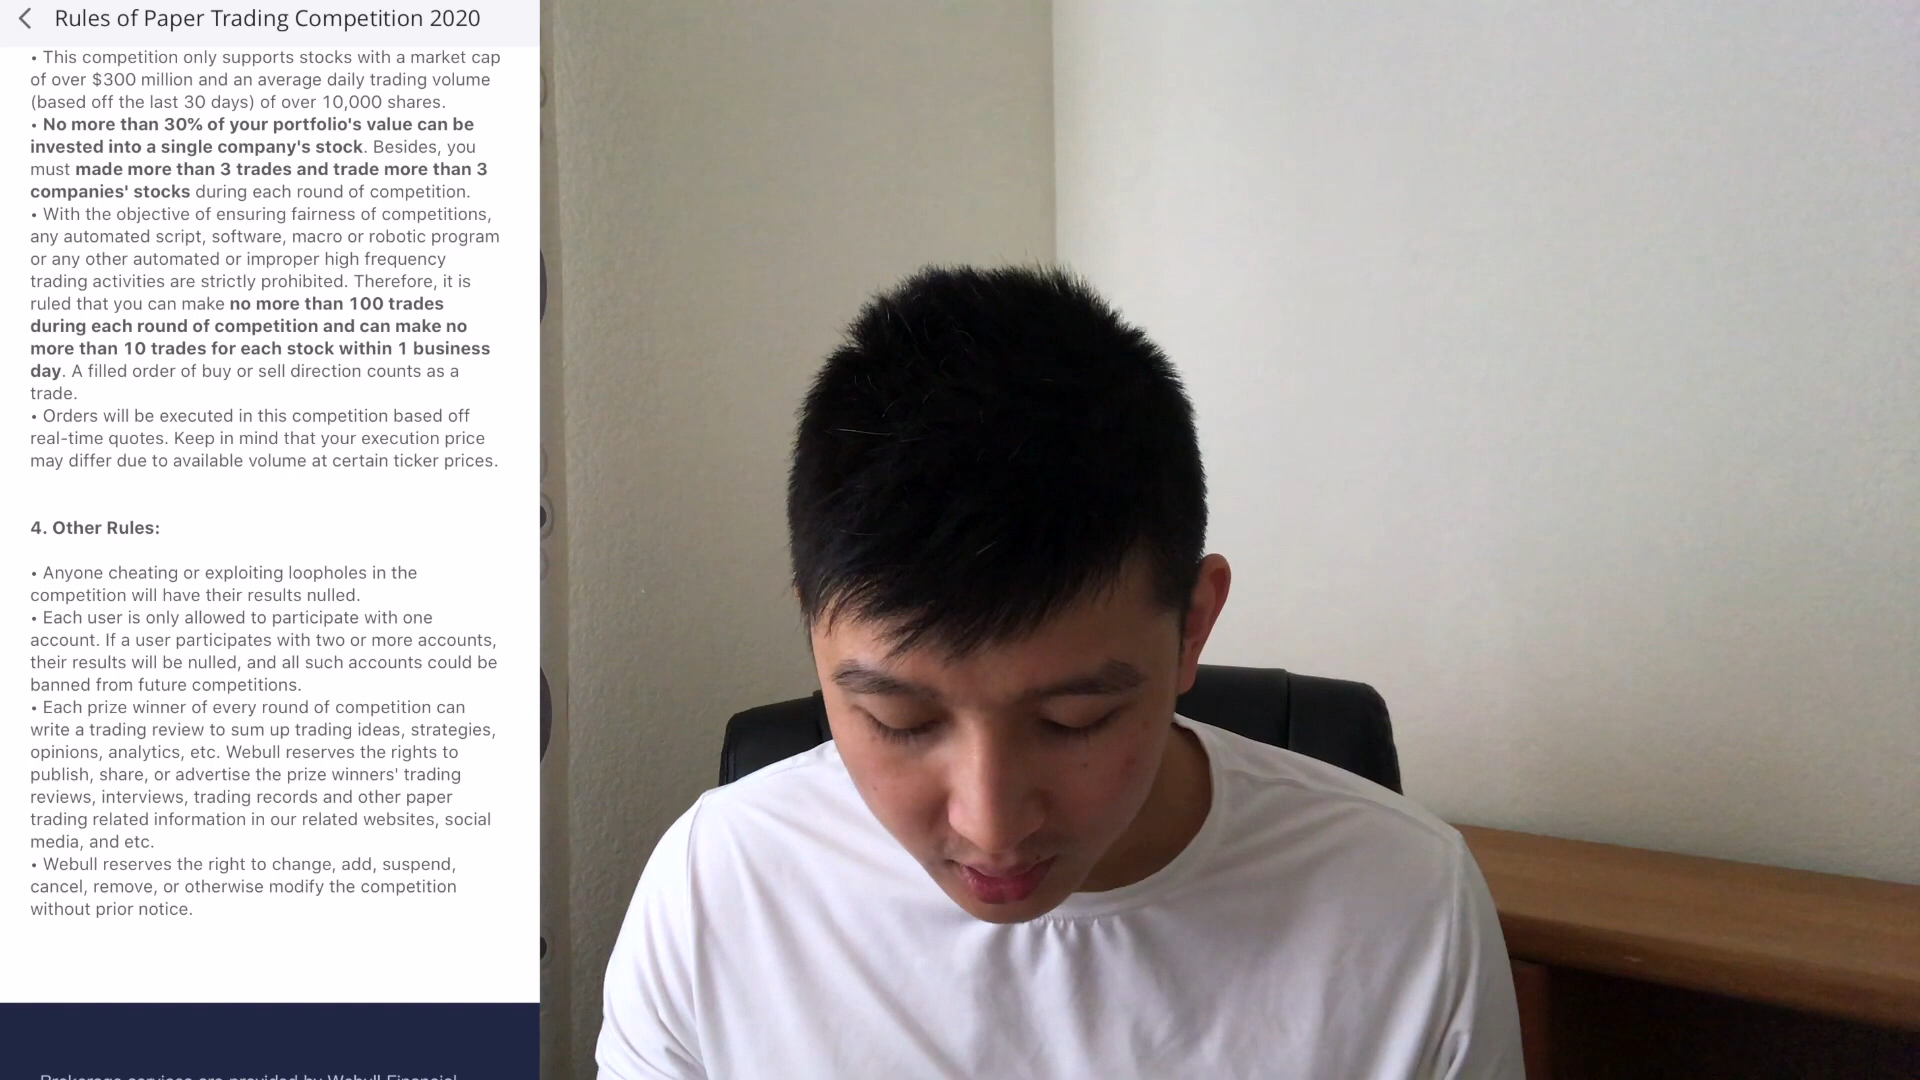 Rules of Paper Trading Competition 2020
• This competition only supports stocks with a market cap
of over $300 million and an average daily trading volume
(based off the last 30 days) of over 10,000 shares.
• No more than 30% of your portfolio's value can be
invested into a single company's stock. Besides, you
must made more than 3 trades and trade more than 3
companies' stocks during each round of competition.
• With the objective of ensuring fairness of competitions,
any automated script, software, macro or robotic program
or any other automated or improper high frequency
trading activities are strictly prohibited. Therefore, it is
ruled that you can make no more than 100 trades
during each round of competition and can make no
more than 10 trades for each stock within 1 business
day. A filled order of buy or sell direction counts as a
trade.
• Orders will be executed in this competition based off
real-time quotes. Keep in mind that your execution price
may differ due to available volume at certain ticker prices.
4. Other Rules:
• Anyone cheating or exploiting loopholes in the
competition will have their results nulled.
• Each user is only allowed to participate with one
account. If a user participates with two or more accounts,
their results will be nulled, and all such accounts could be
banned from future competitions.
• Each prize winner of every round of competition can
write a trading review to sum up trading ideas, strategies,
opinions, analytics, etc. Webull reserves the rights to
publish, share, or advertise the prize winners' trading
reviews, interviews, trading records and other paper
trading related information in our related websites, social
media, and etc.
• Webull reserves the right to change, add, suspend,
cancel, remove, or otherwise modify the competition
without prior notice.
Brokerage services are provided by Webull Financial